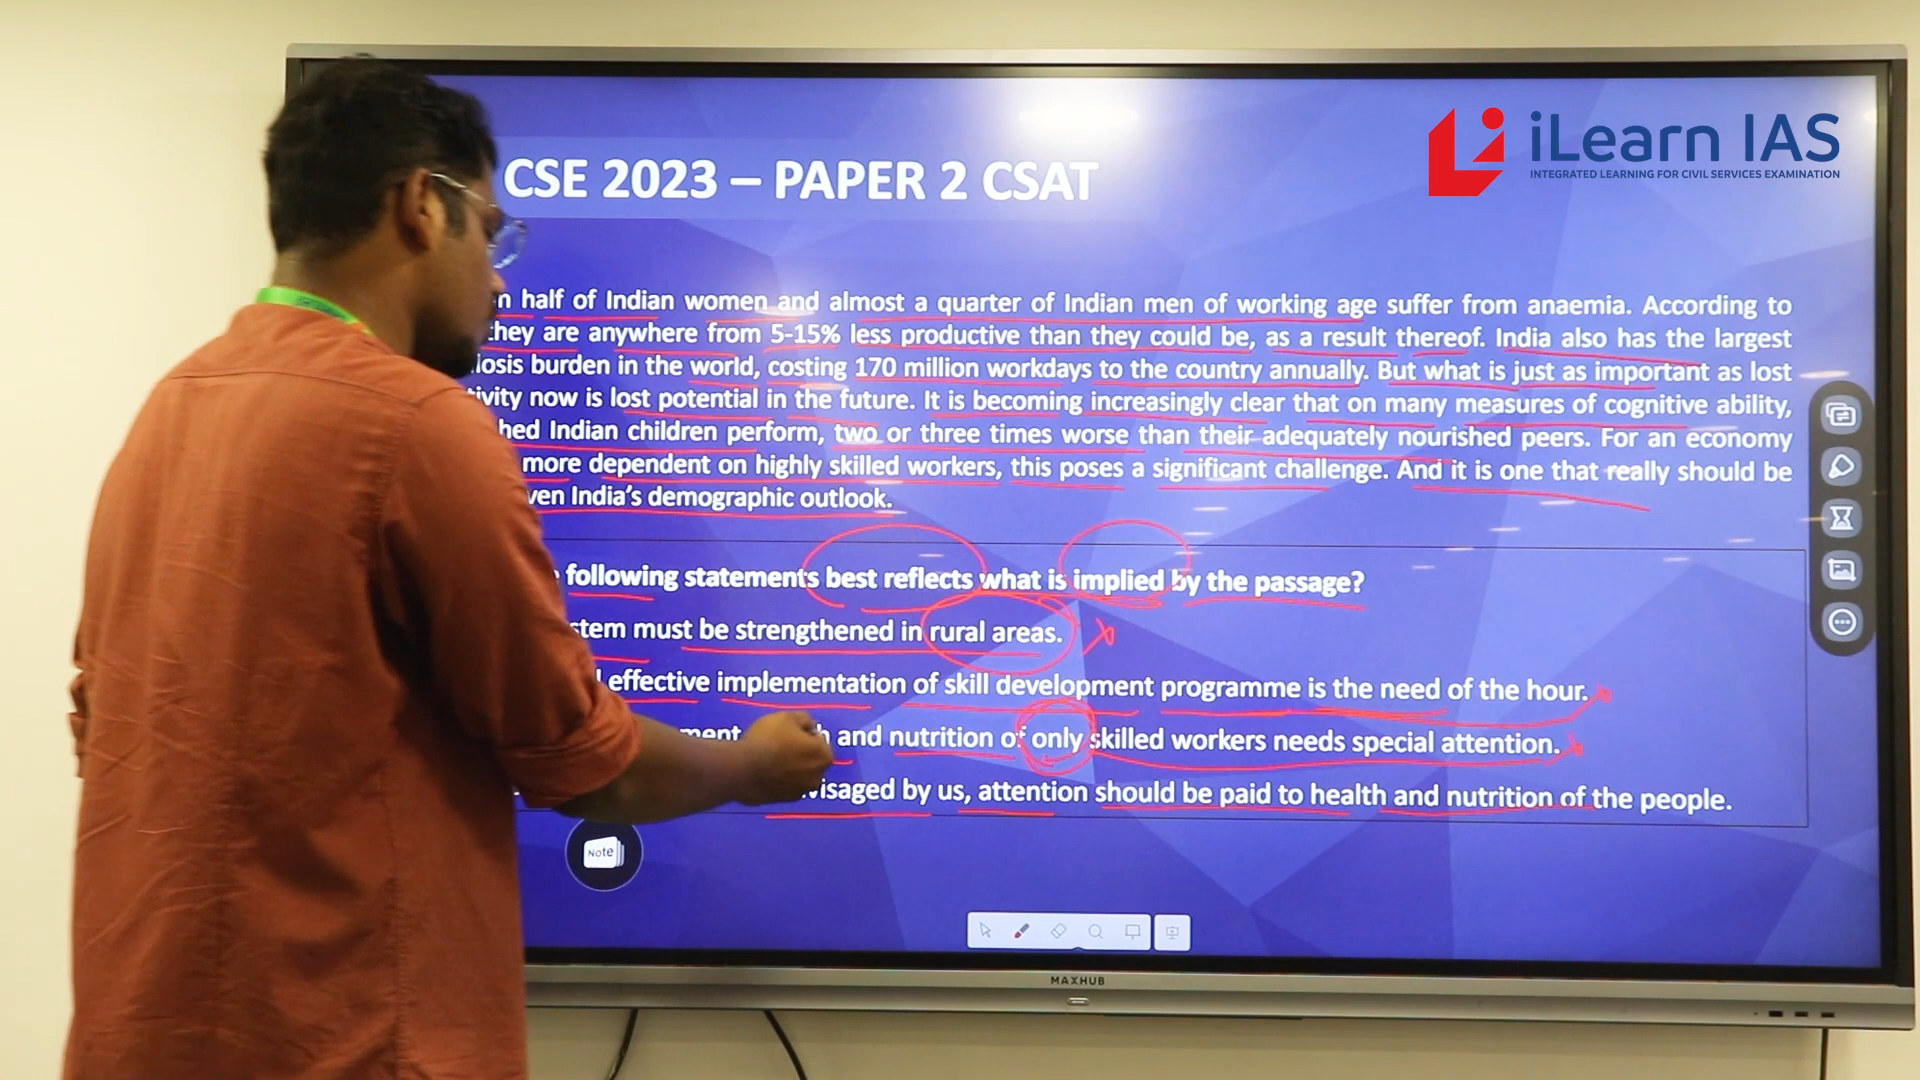 iLearn IAS
INTEGRATED LEARNING FOR CIVIL SERVICES EXAMINATION
CSE 2023 – PAPER 2 CSAT
half of Indian women and almost a quarter of Indian men of working age suffer from anaemia. According to
they are anywhere from 5-15% less productive than they could be, as a result thereof. India also has the largest
burden in the world, costing 170 million workdays to the country annually. But what is just as important as lost
now is lost potential in the future. It is becoming increasingly clear that on many measures of cognitive ability,
Indian children perform, two or three times worse than their adequately nourished peers. For an economy
more dependent on highly skilled workers, this poses a significant challenge. And it is one that really should be
India's demographic outlook.
following statements best reflects what is implied by the passage?
must be strengthened in rural areas.
effective implementation of skill development programme is the need of the hour.
and nutrition of only skilled workers needs special attention.
by us, attention should be paid to health and nutrition of the people.
Note
MAXHUB